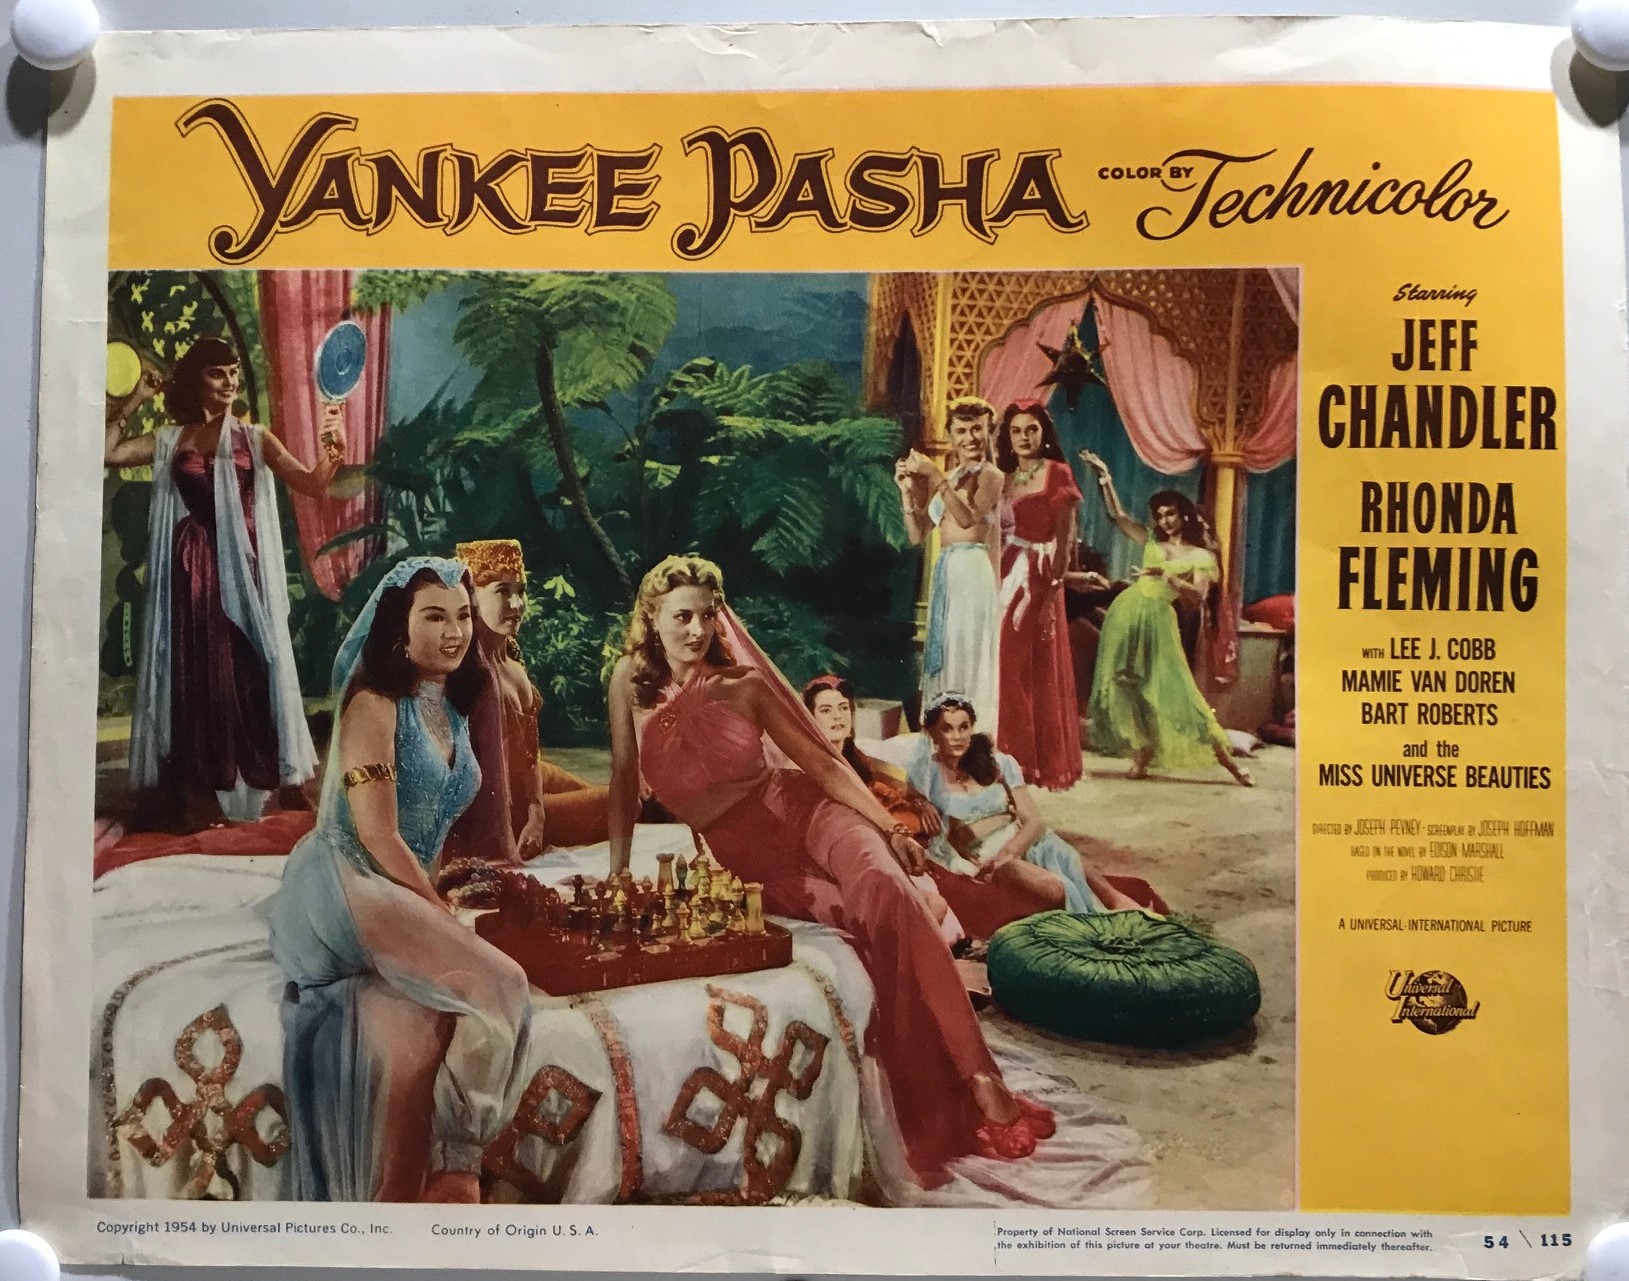 YANKEE PASHA COLOR BY Technicolor
Starring
JEFF
CHANDLER
RHONDA
FLEMING
WITH LEE J. COBB
MAMIE VAN DOREN
BART ROBERTS
and the
MISS UNIVERSE BEAUTIES
DIRECTED BY JOSEPH PEVNEY · SCREENPLAY BY JOSEPH HOFFMAN
BASED ON THE NOVEL BY EDISON MARSHALL
PRODUCED BY HOWARD CHRISTIE
A UNIVERSAL-INTERNATIONAL PICTURE
Universal
International
Copyright 1954 by Universal Pictures Co., Inc. Country of Origin U. S. A.
Property of National Screen Service Corp. Licensed for display only in connection with
the exhibition of this picture at your theatre. Must be returned immediately thereafter.
54 \ 115